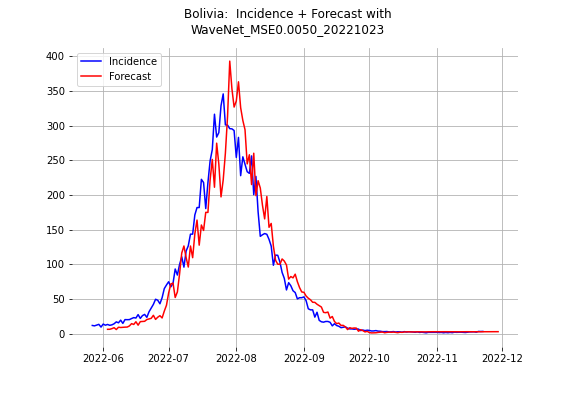 Bolivia:  Incidence + Forecast with
WaveNet_MSE0.0050_20221023
Incidence
Forecast
400
350
300
250
200
150
100
50
0
2022-06 2022-07 2022-08 2022-09 2022-10 2022-11 2022-12